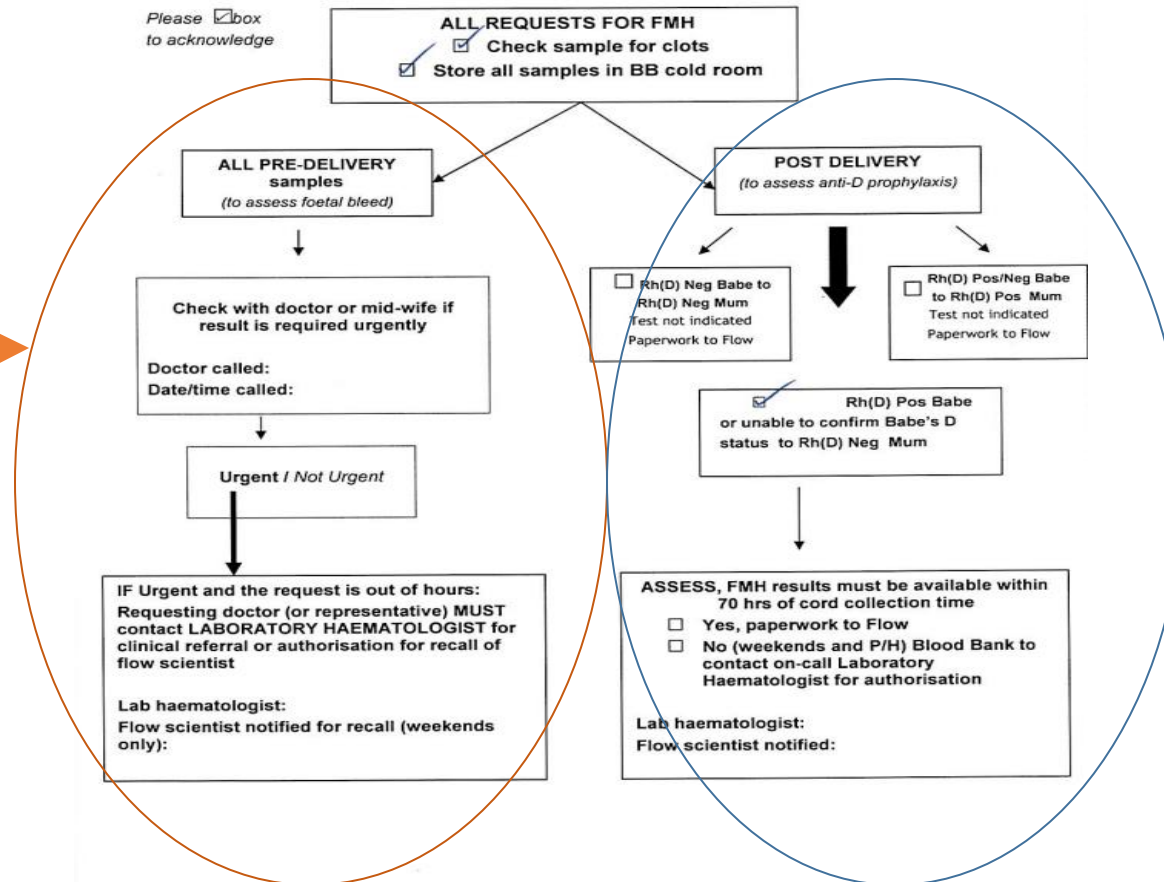 Please ☑box
to acknowledge
ALL REQUESTS FOR FMH
☑ Check sample for clots
☑ Store all samples in BB cold room
ALL PRE-DELIVERY
samples
(to assess foetal bleed)
Check with doctor or mid-wife if
result is required urgently
Doctor called:
Date/time called:
Urgent / Not Urgent
IF Urgent and the request is out of hours:
Requesting doctor (or representative) MUST
contact LABORATORY HAEMATOLOGIST for
clinical referral or authorisation for recall of
flow scientist
Lab haematologist:
Flow scientist notified for recall (weekends
only):
POST DELIVERY
(to assess anti-D prophylaxis)
☐ Rh(D) Neg Babe to
Rh(D) Neg Mum
Test not indicated
Paperwork to Flow
☐ Rh(D) Pos/Neg Babe
to Rh(D) Pos Mum
Test not indicated
Paperwork to Flow
☑ Rh(D) Pos Babe
or unable to confirm Babe's D
status to Rh(D) Neg Mum
ASSESS, FMH results must be available within
70 hrs of cord collection time
☐ Yes, paperwork to Flow
☐ No (weekends and P/H) Blood Bank to
contact on-call Laboratory
Haematologist for authorisation
Lab haematologist:
Flow scientist notified: